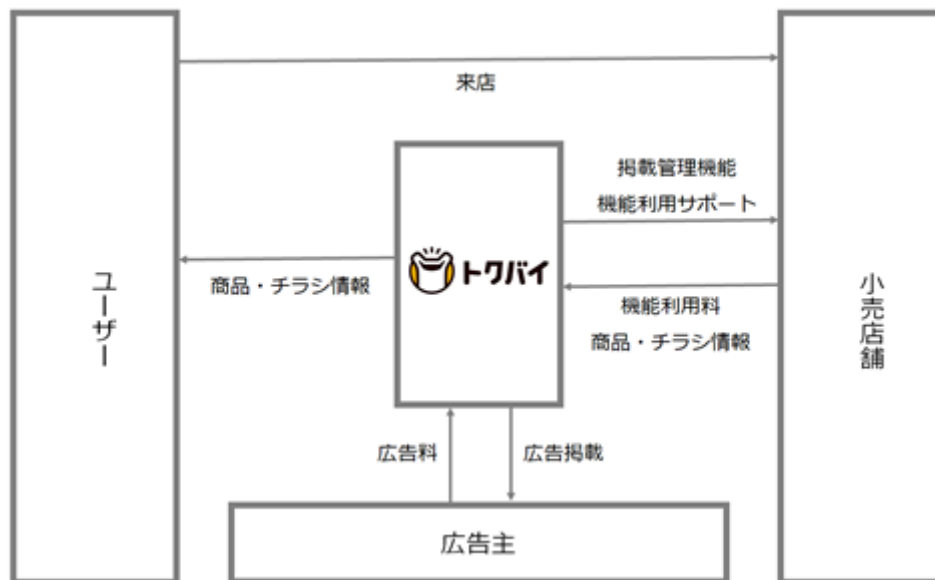 来店
掲載管理機能
機能利用サポート
トクバイ
商品・チラシ情報
機能利用料
商品・チラシ情報
ユーザー
小売店舗
広告料
広告掲載
広告主